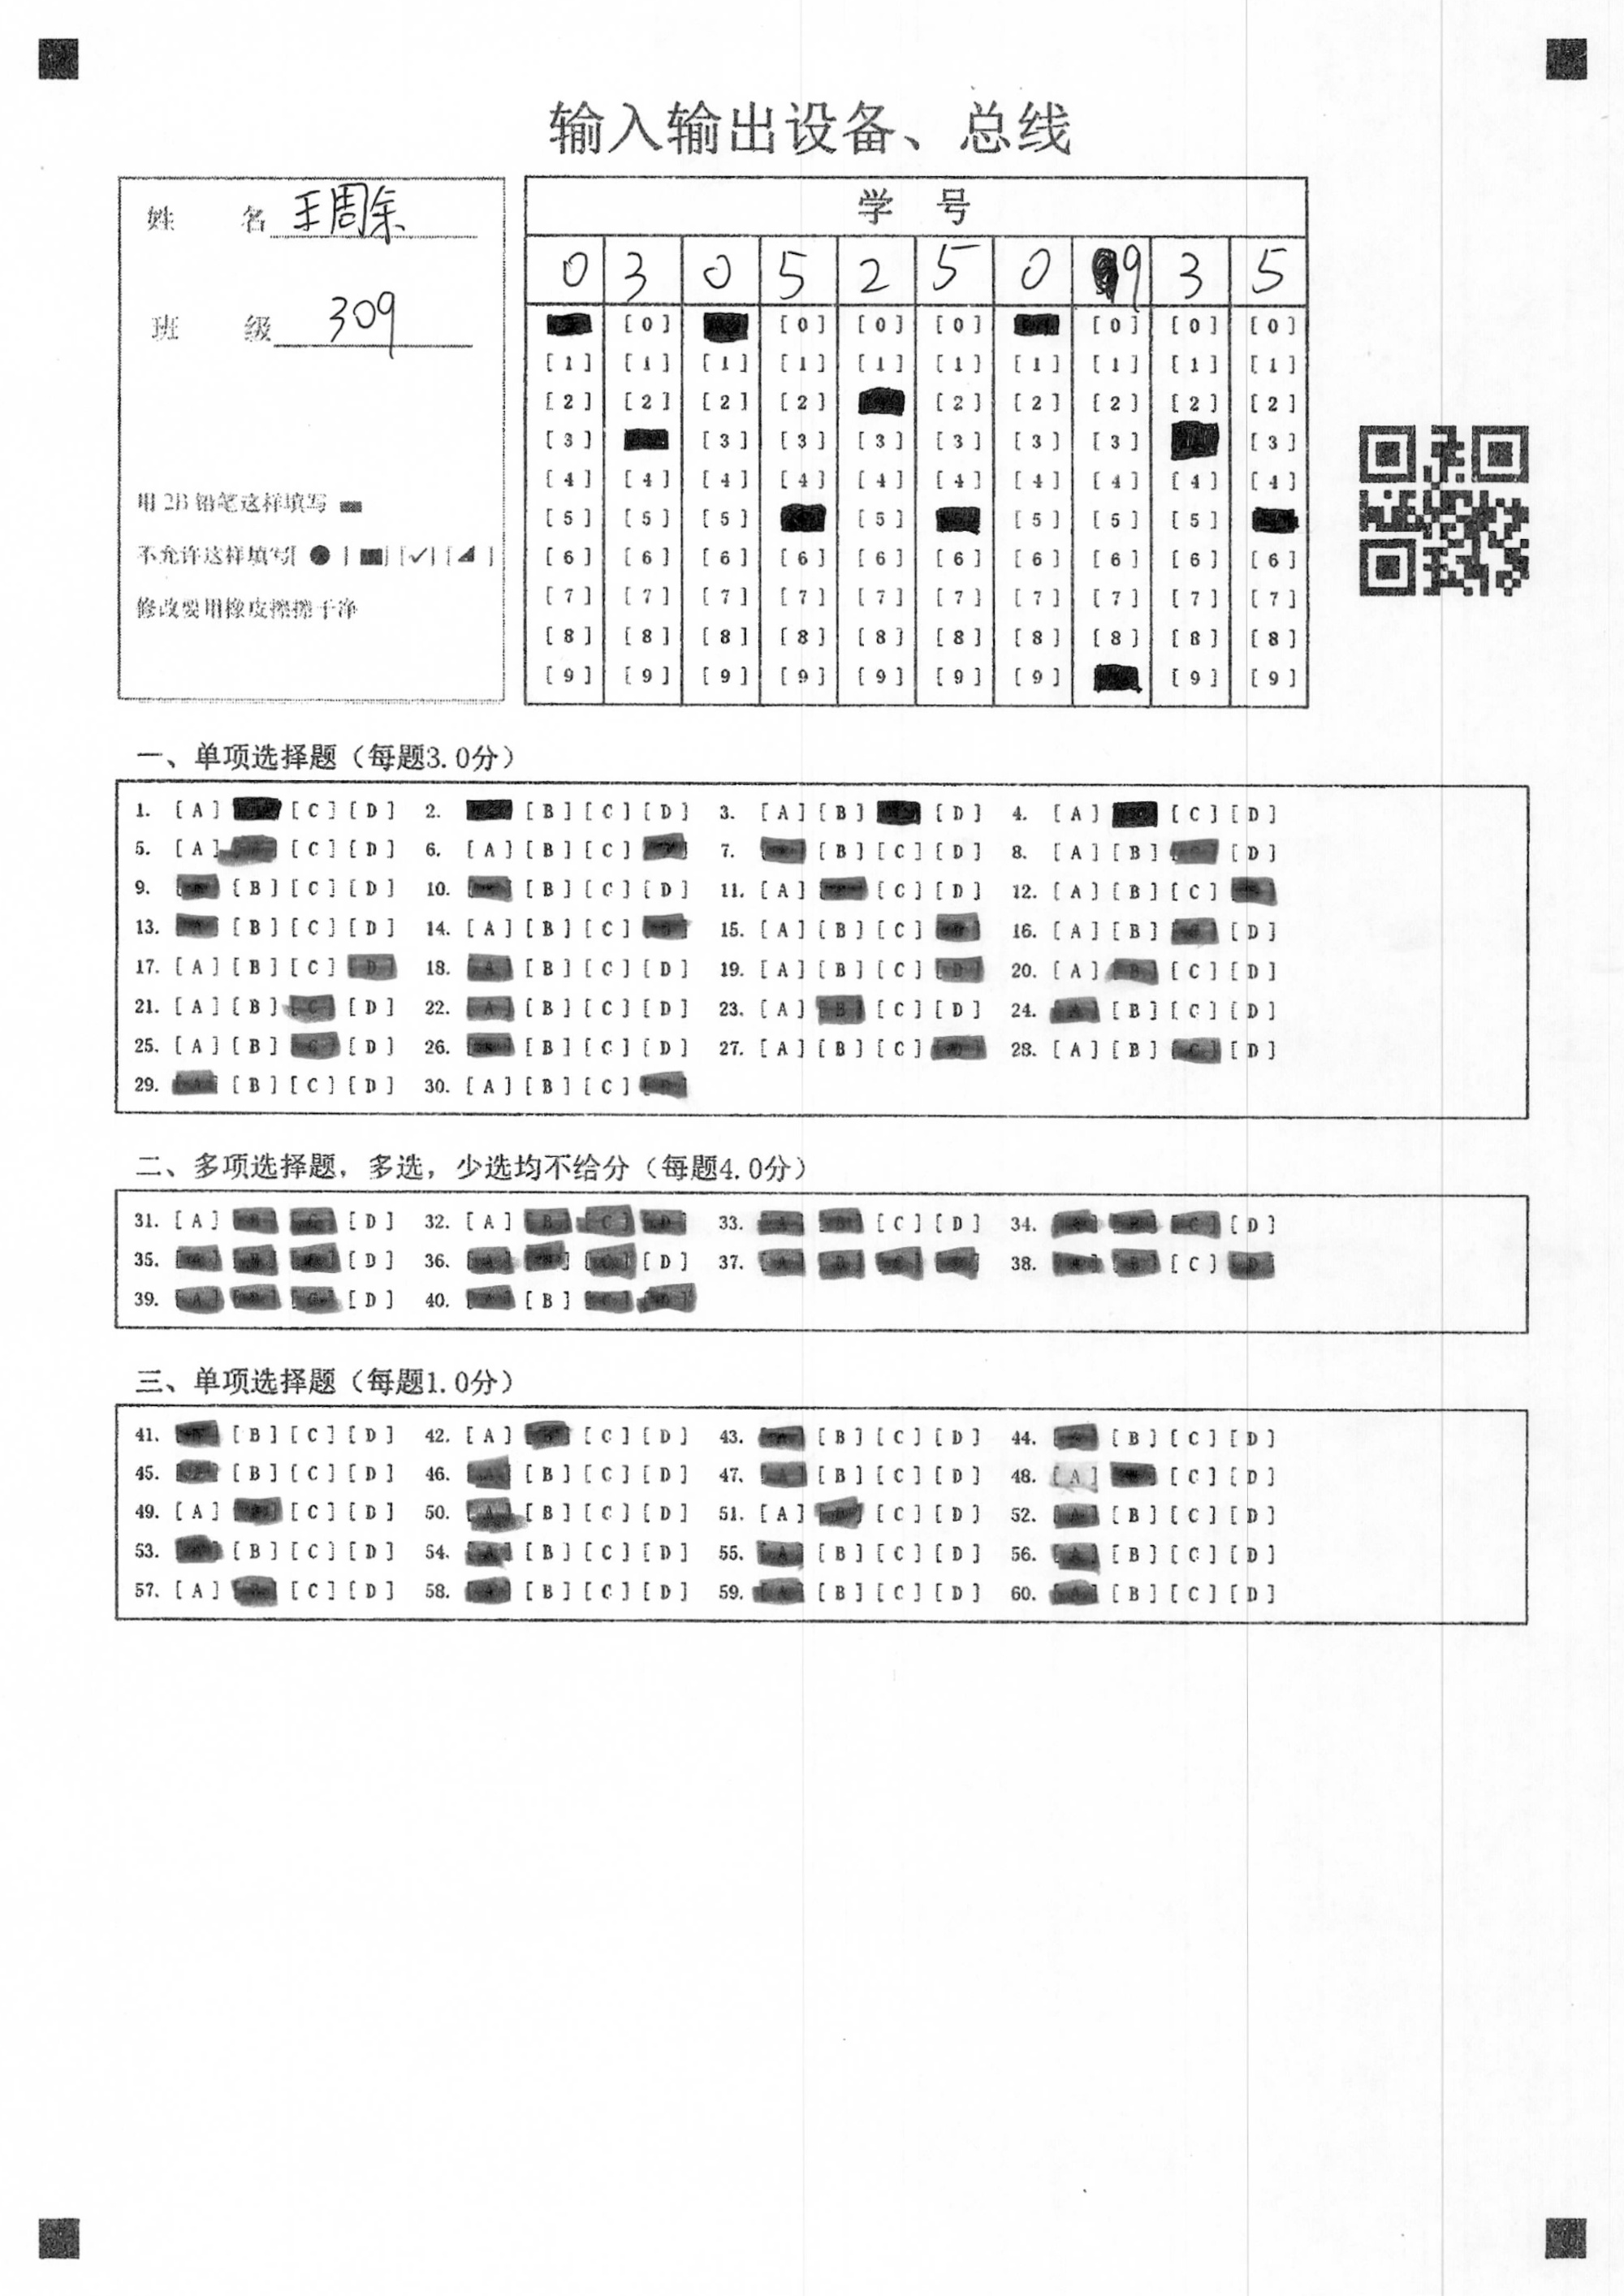 输入输出设备、总线
姓 名 王周余
班 级 309
用 2B 铅笔这样填写
不允许这样填写[ ● ] [ ■ ] [ ✓ ] [ ◢ ]
修改要用橡皮擦擦干净
学 号
0 3 0 5 2 5 0 9 3 5
[0] [0] [0] [0] [0] [0] [0]
[1] [1] [1] [1] [1] [1] [1] [1] [1] [1]
[2] [2] [2] [2] [2] [2] [2] [2] [2]
[3] [3] [3] [3] [3] [3] [3] [3]
[4] [4] [4] [4] [4] [4] [4] [4] [4] [4]
[5] [5] [5] [5] [5] [5] [5]
[6] [6] [6] [6] [6] [6] [6] [6] [6] [6]
[7] [7] [7] [7] [7] [7] [7] [7] [7] [7]
[8] [8] [8] [8] [8] [8] [8] [8] [8] [8]
[9] [9] [9] [9] [9] [9] [9] [9] [9]
一、单项选择题（每题3.0分）
1. [A] [C] [D] 2. [B] [C] [D] 3. [A] [B] [D] 4. [A] [C] [D]
5. [A] [C] [D] 6. [A] [B] [C] 7. [B] [C] [D] 8. [A] [B] [D]
9. [B] [C] [D] 10. [B] [C] [D] 11. [A] [C] [D] 12. [A] [B] [C]
13. [B] [C] [D] 14. [A] [B] [C] 15. [A] [B] [C] 16. [A] [B] [D]
17. [A] [B] [C] [D] 18. [A] [B] [C] [D] 19. [A] [B] [C] [D] 20. [A] [B] [C] [D]
21. [A] [B] [C] [D] 22. [A] [B] [C] [D] 23. [A] [B] [C] [D] 24. [A] [B] [C] [D]
25. [A] [B] [C] [D] 26. [B] [C] [D] 27. [A] [B] [C] 28. [A] [B] [C] [D]
29. [A] [B] [C] [D] 30. [A] [B] [C]
二、多项选择题，多选，少选均不给分（每题4.0分）
31. [A] [B] [C] [D] 32. [A] [B] [C] [D] 33. [A] [B] [C] [D] 34. [A] [B] [C] [D]
35. [A] [B] [C] [D] 36. [A] [B] [C] [D] 37. [A] [B] [C] [D] 38. [A] [B] [C] [D]
39. [A] [B] [C] [D] 40. [A] [B] [C] [D]
三、单项选择题（每题1.0分）
41. [B] [C] [D] 42. [A] [C] [D] 43. [B] [C] [D] 44. [B] [C] [D]
45. [B] [C] [D] 46. [B] [C] [D] 47. [A] [B] [C] [D] 48. [A] [C] [D]
49. [A] [C] [D] 50. [A] [B] [C] [D] 51. [A] [C] [D] 52. [A] [B] [C] [D]
53. [B] [C] [D] 54. [A] [B] [C] [D] 55. [A] [B] [C] [D] 56. [A] [B] [C] [D]
57. [A] [C] [D] 58. [B] [C] [D] 59. [A] [B] [C] [D] 60. [A] [B] [C] [D]